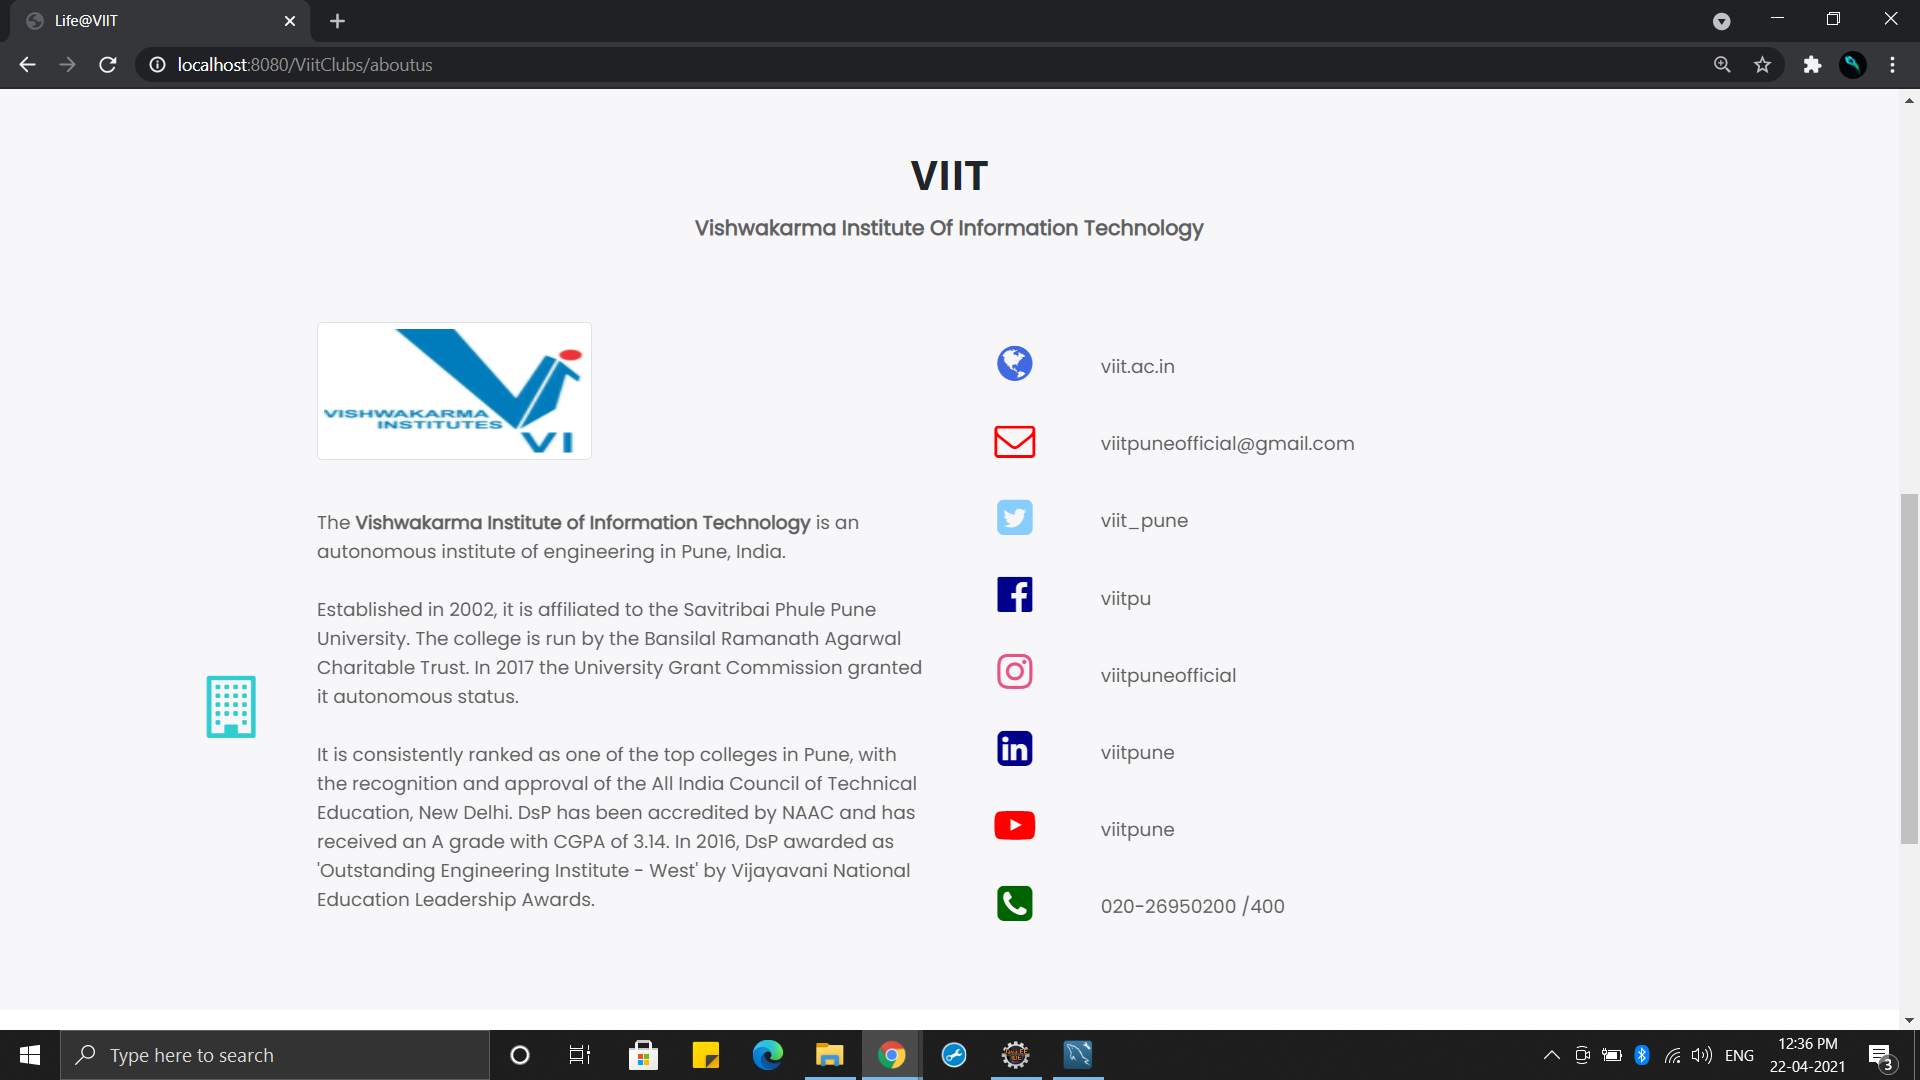 Life@VIIT
localhost:8080/ViitClubs/aboutus
VIIT
Vishwakarma Institute Of Information Technology
VISHWAKARMA
INSTITUTES
VI
The Vishwakarma Institute of Information Technology is an
autonomous institute of engineering in Pune, India.
Established in 2002, it is affiliated to the Savitribai Phule Pune
University. The college is run by the Bansilal Ramanath Agarwal
Charitable Trust. In 2017 the University Grant Commission granted
it autonomous status.
It is consistently ranked as one of the top colleges in Pune, with
the recognition and approval of the All India Council of Technical
Education, New Delhi. DsP has been accredited by NAAC and has
received an A grade with CGPA of 3.14. In 2016, DsP awarded as
'Outstanding Engineering Institute - West' by Vijayavani National
Education Leadership Awards.
viit.ac.in
viitpuneofficial@gmail.com
viit_pune
viitpu
viitpuneofficial
viitpune
viitpune
020-26950200 /400
Type here to search
ENG
12:36 PM
22-04-2021
3